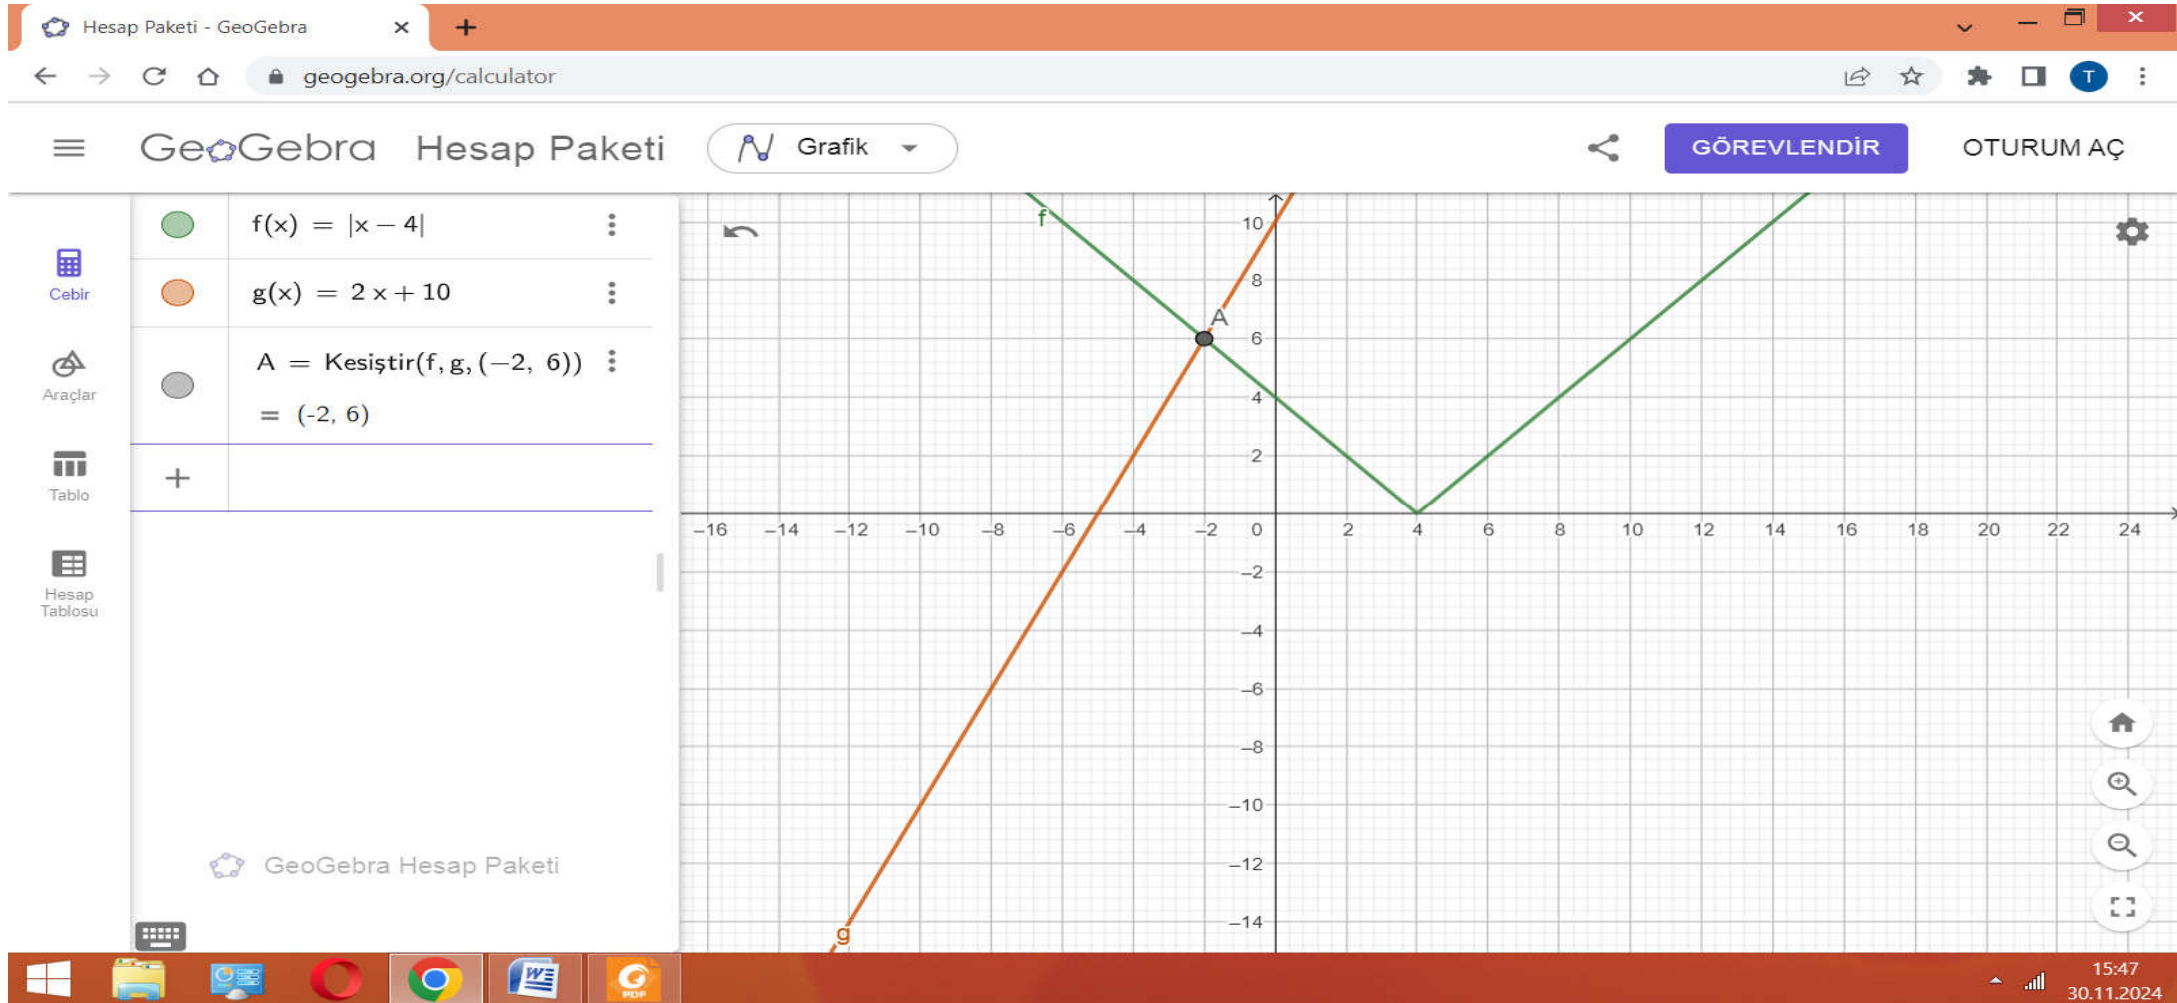 Hesap Paketi - GeoGebra
geogebra.org/calculator
T
GeoGebra Hesap Paketi
Grafik
GÖREVLENDİR
OTURUM AÇ
Cebir
Araçlar
Tablo
Hesap
Tablosu
f(x) = |x − 4|
g(x) = 2 x + 10
A = Kesiştir(f, g, (−2, 6))
= (-2, 6)
+
GeoGebra Hesap Paketi
f
A
g
10
8
6
4
2
–16 –14 –12 –10 –8 –6 –4 –2 0 2 4 6 8 10 12 14 16 18 20 22 24
–2
–4
–6
–8
–10
–12
–14
W
G
PDF
15:47
30.11.2024